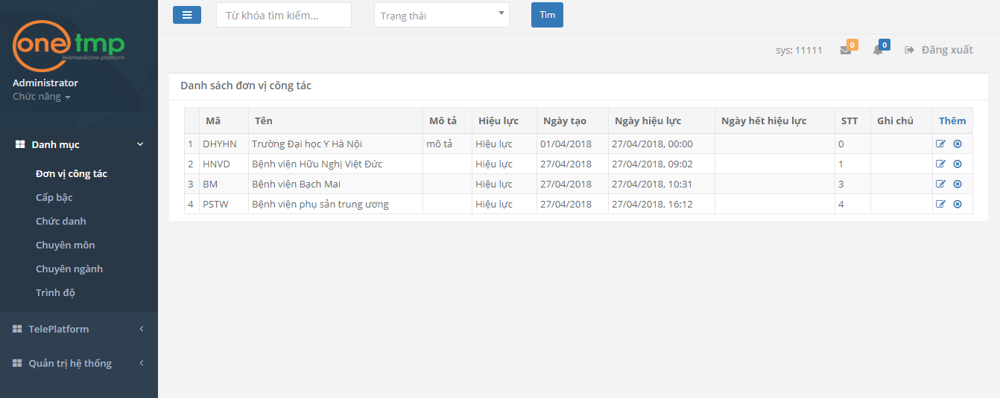 Từ khóa tìm kiếm...
Trạng thái
Tìm
one tmp
telemedicine platform
Administrator
Chức năng
sys: 11111
0
0
Đăng xuất
Danh mục
Đơn vị công tác
Cấp bậc
Chức danh
Chuyên môn
Chuyên ngành
Trình độ
TelePlatform
Quản trị hệ thống
Danh sách đơn vị công tác
Mã Tên Mô tả Hiệu lực Ngày tạo Ngày hiệu lực Ngày hết hiệu lực STT Ghi chú Thêm
1 DHYHN Trường Đại học Y Hà Nội mô tả Hiệu lực 01/04/2018 27/04/2018, 00:00 0
2 HNVD Bệnh viện Hữu Nghị Việt Đức Hiệu lực 27/04/2018 27/04/2018, 09:02 1
3 BM Bệnh viện Bạch Mai Hiệu lực 27/04/2018 27/04/2018, 10:31 3
4 PSTW Bệnh viện phụ sản trung ương Hiệu lực 27/04/2018 27/04/2018, 16:12 4